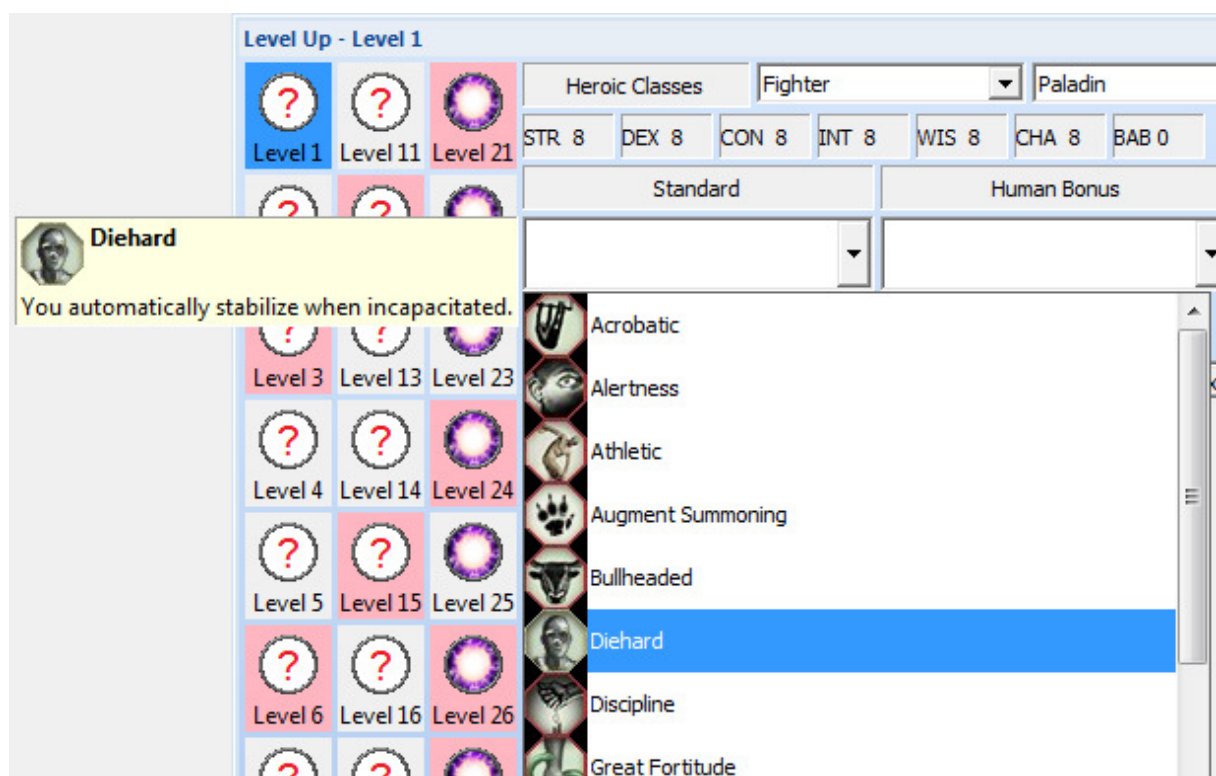 Level Up - Level 1
Level 1 Level 11 Level 21
Heroic Classes Fighter Paladin
STR 8 DEX 8 CON 8 INT 8 WIS 8 CHA 8 BAB 0
Standard Human Bonus
? ?
Diehard
You automatically stabilize when incapacitated.
Level 3 Level 13 Level 23
Level 4 Level 14 Level 24
Level 5 Level 15 Level 25
Level 6 Level 16 Level 26
Acrobatic
Alertness
Athletic
Augment Summoning
Bullheaded
Diehard
Discipline
Great Fortitude